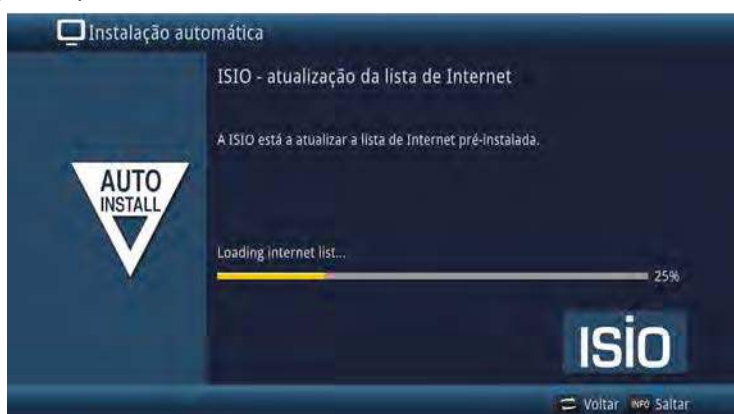 Instalação automática
ISIO - atualização da lista de Internet
A ISIO está a atualizar a lista de Internet pré-instalada.
AUTO
INSTALL
Loading internet list...
25%
ISIO
Voltar INFO Saltar